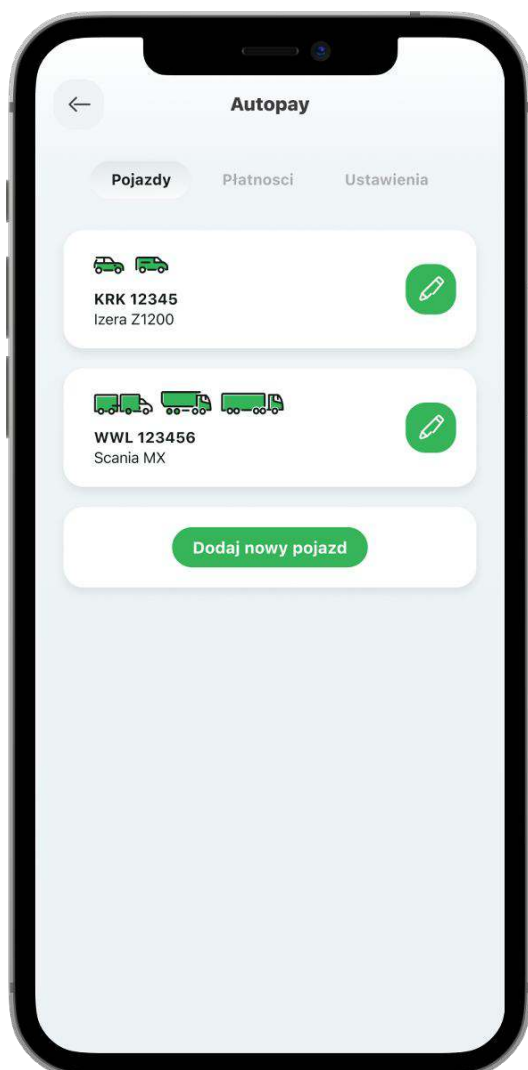 Autopay
Pojazdy Płatnosci Ustawienia
KRK 12345
Izera Z1200
WWL 123456
Scania MX
Dodaj nowy pojazd